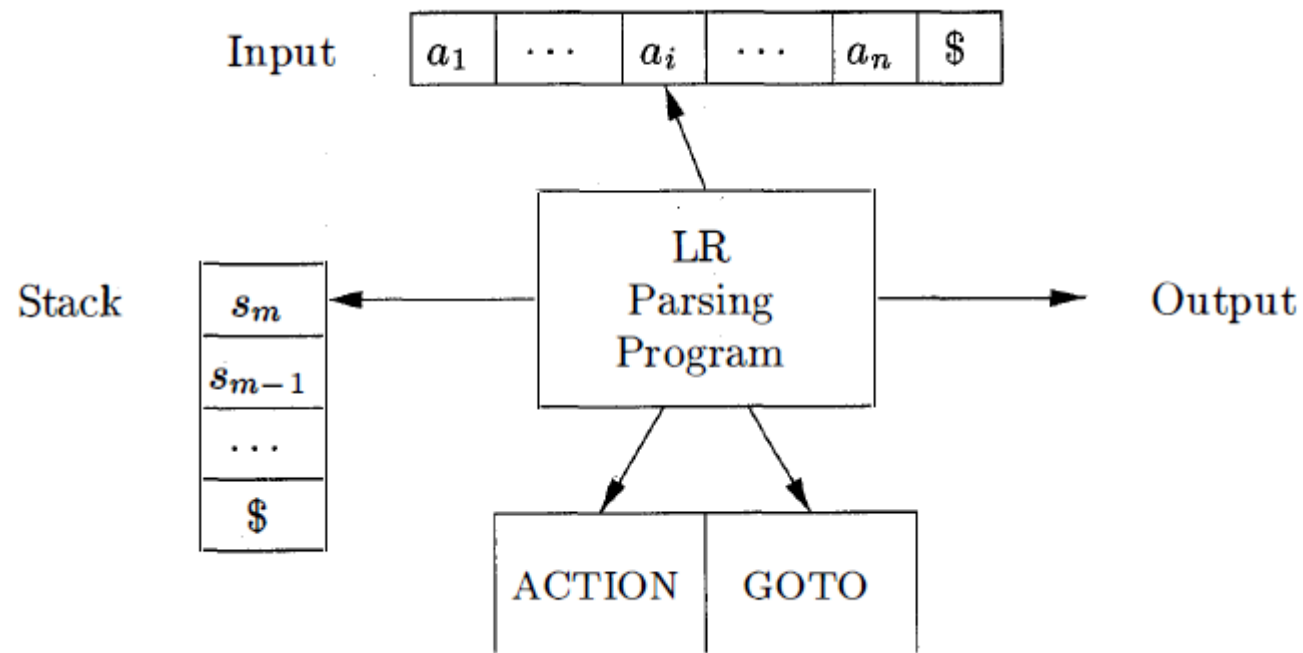 Input a₁ ··· aᵢ ··· aₙ $
LR
Parsing
Program
Stack
sₘ
sₘ₋₁
···
$
Output
ACTION GOTO